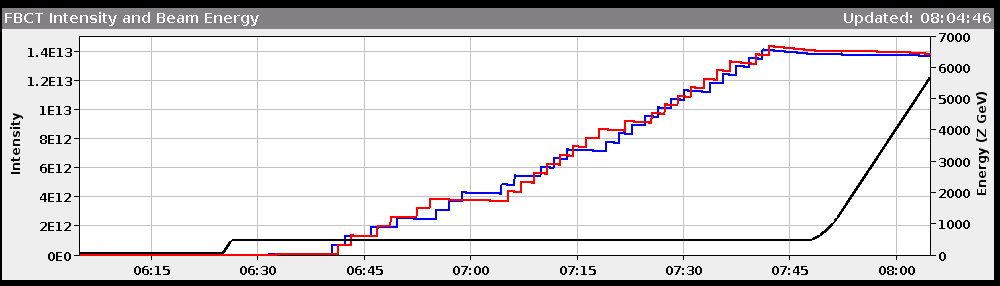 FBCT Intensity and Beam Energy Updated: 08:04:46
1.4E13
1.2E13
1E13
8E12
6E12
4E12
2E12
0E0
Intensity
7000
6000
5000
4000
3000
2000
1000
0
Energy (Z GeV)
06:15 06:30 06:45 07:00 07:15 07:30 07:45 08:00